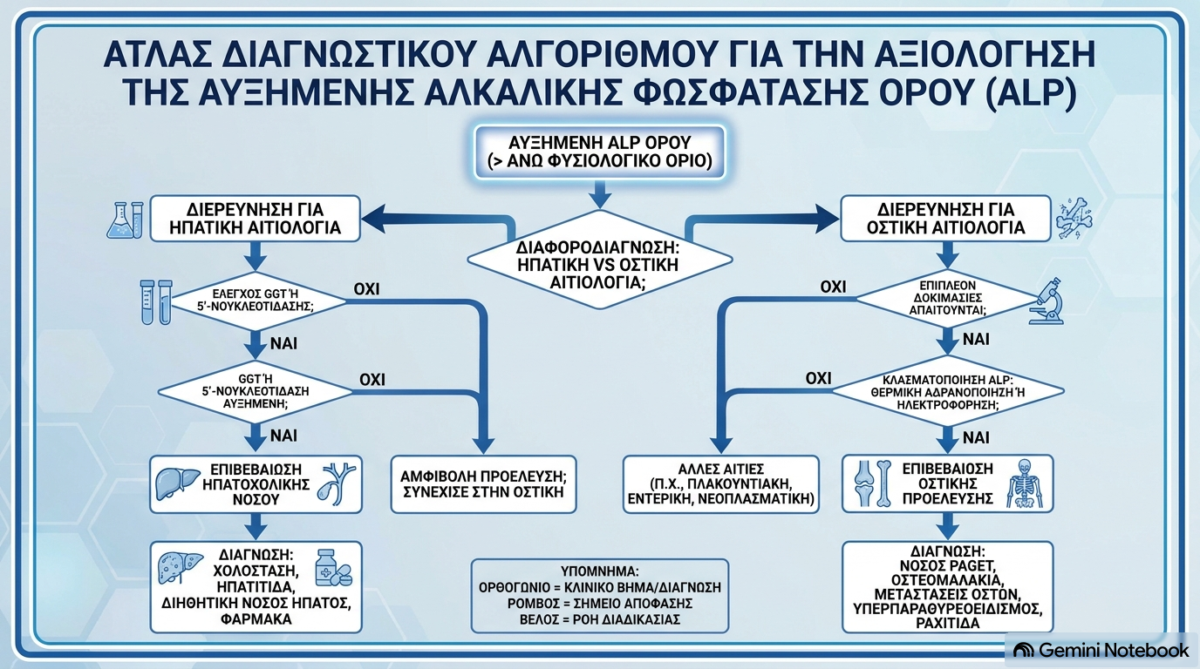 ΑΤΛΑΣ ΔΙΑΓΝΩΣΤΙΚΟΥ ΑΛΓΟΡΙΘΜΟΥ ΓΙΑ ΤΗΝ ΑΞΙΟΛΟΓΗΣΗ
ΤΗΣ ΑΥΞΗΜΕΝΗΣ ΑΛΚΑΛΙΚΗΣ ΦΩΣΦΑΤΑΣΗΣ ΟΡΟΥ (ALP)
ΑΥΞΗΜΕΝΗ ALP ΟΡΟΥ
(> ΑΝΩ ΦΥΣΙΟΛΟΓΙΚΟ ΟΡΙΟ)
ΔΙΑΦΟΡΟΔΙΑΓΝΩΣΗ:
ΗΠΑΤΙΚΗ VS ΟΣΤΙΚΗ
ΑΙΤΙΟΛΟΓΙΑ;
ΔΙΕΡΕΥΝΗΣΗ ΓΙΑ
ΗΠΑΤΙΚΗ ΑΙΤΙΟΛΟΓΙΑ
ΕΛΕΓΧΟΣ GGT Ή
5'-ΝΟΥΚΛΕΟΤΙΔΑΣΗΣ;
ΟΧΙ
ΝΑΙ
GGT Ή
5'-ΝΟΥΚΛΕΟΤΙΔΑΣΗ
ΑΥΞΗΜΕΝΗ;
ΟΧΙ
ΝΑΙ
ΕΠΙΒΕΒΑΙΩΣΗ
ΗΠΑΤΟΧΟΛΙΚΗΣ
ΝΟΣΟΥ
ΑΜΦΙΒΟΛΗ ΠΡΟΕΛΕΥΣΗ;
ΣΥΝΕΧΙΣΕ ΣΤΗΝ ΟΣΤΙΚΗ
ΔΙΑΓΝΩΣΗ:
ΧΟΛΟΣΤΑΣΗ,
ΗΠΑΤΙΤΙΔΑ,
ΔΙΗΘΗΤΙΚΗ ΝΟΣΟΣ ΗΠΑΤΟΣ,
ΦΑΡΜΑΚΑ
ΔΙΕΡΕΥΝΗΣΗ ΓΙΑ
ΟΣΤΙΚΗ ΑΙΤΙΟΛΟΓΙΑ
ΕΠΙΠΛΕΟΝ
ΔΟΚΙΜΑΣΙΕΣ
ΑΠΑΙΤΟΥΝΤΑΙ;
ΟΧΙ
ΝΑΙ
ΚΛΑΣΜΑΤΟΠΟΙΗΣΗ ALP:
ΘΕΡΜΙΚΗ ΑΔΡΑΝΟΠΟΙΗΣΗ Ή
ΗΛΕΚΤΡΟΦΟΡΗΣΗ;
ΟΧΙ
ΝΑΙ
ΑΛΛΕΣ ΑΙΤΙΕΣ
(Π.Χ., ΠΛΑΚΟΥΝΤΙΑΚΗ,
ΕΝΤΕΡΙΚΗ, ΝΕΟΠΛΑΣΜΑΤΙΚΗ)
ΕΠΙΒΕΒΑΙΩΣΗ
ΟΣΤΙΚΗΣ
ΠΡΟΕΛΕΥΣΗΣ
ΔΙΑΓΝΩΣΗ:
ΝΟΣΟΣ PAGET,
ΟΣΤΕΟΜΑΛΑΚΙΑ,
ΜΕΤΑΣΤΑΣΕΙΣ ΟΣΤΩΝ,
ΥΠΕΡΠΑΡΑΘΥΡΕΟΕΙΔΙΣΜΟΣ,
ΡΑΧΙΤΙΔΑ
ΥΠΟΜΝΗΜΑ:
ΟΡΘΟΓΩΝΙΟ = ΚΛΙΝΙΚΟ ΒΗΜΑ/ΔΙΑΓΝΩΣΗ
ΡΟΜΒΟΣ = ΣΗΜΕΙΟ ΑΠΟΦΑΣΗΣ
ΒΕΛΟΣ = ΡΟΗ ΔΙΑΔΙΚΑΣΙΑΣ
Gemini Notebook